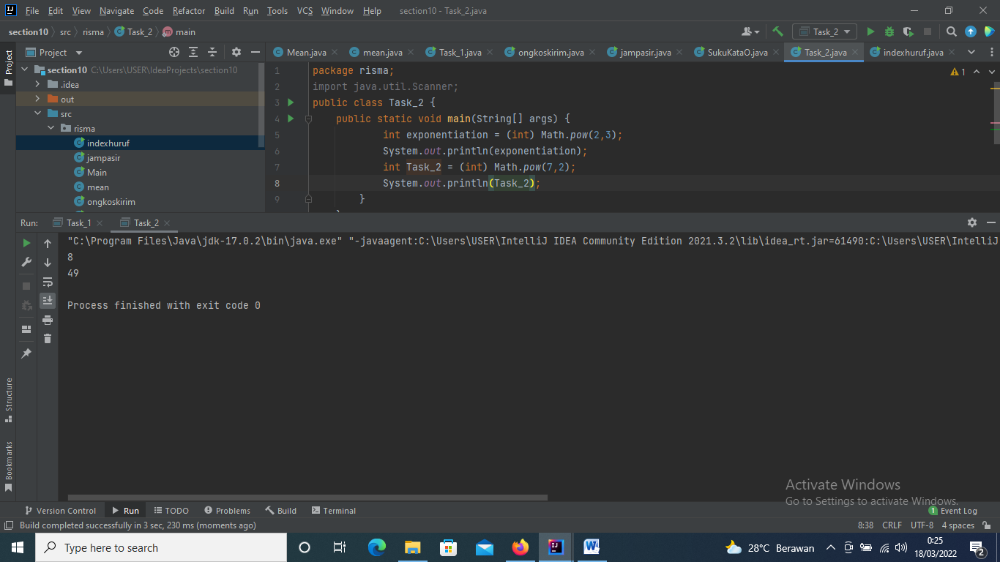 File Edit View Navigate Code Refactor Build Run Tools VCS Window Help section10 - Task_2.java
section10 src risma Task_2 main Task_2
Project
Project
Mean.java mean.java Task_1.java ongkoskirim.java jampasir.java SukuKataO.java Task_2.java indexhuruf.java
section10 C:\Users\USER\IdeaProjects\section10
.idea
out
src
risma
indexhuruf
jampasir
Main
mean
ongkoskirim
1 package risma;
2 import java.util.Scanner;
3 public class Task_2 {
4 public static void main(String[] args) {
5 int exponentiation = (int) Math.pow(2,3);
6 System.out.println(exponentiation);
7 int Task_2 = (int) Math.pow(7,2);
8 System.out.println(Task_2);
9 }
1
Run: Task_1 Task_2
"C:\Program Files\Java\jdk-17.0.2\bin\java.exe" "-javaagent:C:\Users\USER\IntelliJ IDEA Community Edition 2021.3.2\lib\idea_rt.jar=61490:C:\Users\USER\IntelliJ
8
49
Process finished with exit code 0
Structure
Bookmarks
Activate Windows
Go to Settings to activate Windows.
Version Control Run TODO Problems Build Terminal 1 Event Log
Build completed successfully in 3 sec, 230 ms (moments ago) 8:38 CRLF UTF-8 4 spaces
Type here to search 28°C Berawan 0:25
18/03/2022 2